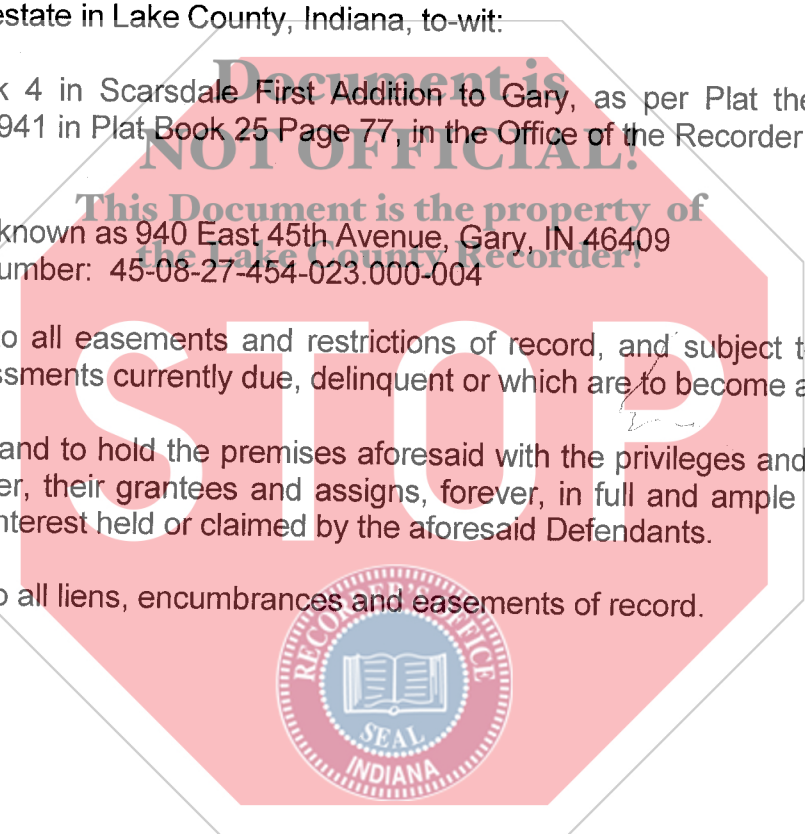 estate in Lake County, Indiana, to-wit:
Document is
k 4 in Scarsdale First Addition to Gary, as per Plat the
941 in Plat Book 25 Page 77, in the Office of the Recorder
NOT OFFICIAL!
This Document is the property of
known as 940 East 45th Avenue, Gary, IN 46409
the Lake County Recorder!
umber: 45-08-27-454-023.000-004
STOP
o all easements and restrictions of record, and subject t
ssments currently due, delinquent or which are to become a
and to hold the premises aforesaid with the privileges and
er, their grantees and assigns, forever, in full and ample
nterest held or claimed by the aforesaid Defendants.
o all liens, encumbrances and easements of record.
RECORDER'S OFFICE
SEAL
INDIANA